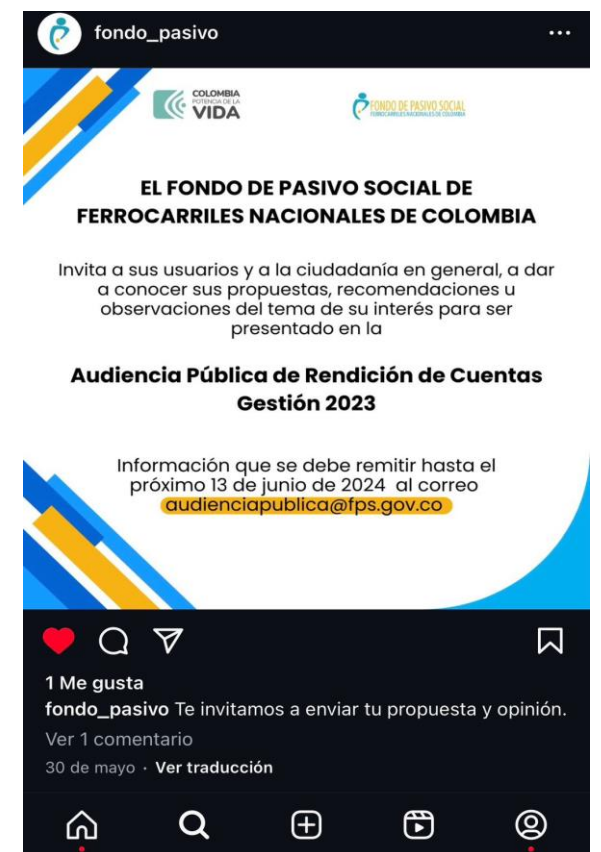 fondo_pasivo
COLOMBIA
POTENCIA DE LA
VIDA
FONDO DE PASIVO SOCIAL
FERROCARRILES NACIONALES DE COLOMBIA
EL FONDO DE PASIVO SOCIAL DE
FERROCARRILES NACIONALES DE COLOMBIA
Invita a sus usuarios y a la ciudadanía en general, a dar
a conocer sus propuestas, recomendaciones u
observaciones del tema de su interés para ser
presentado en la
Audiencia Pública de Rendición de Cuentas
Gestión 2023
Información que se debe remitir hasta el
próximo 13 de junio de 2024 al correo
audienciapublica@fps.gov.co
1 Me gusta
fondo_pasivo Te invitamos a enviar tu propuesta y opinión.
Ver 1 comentario
30 de mayo · Ver traducción